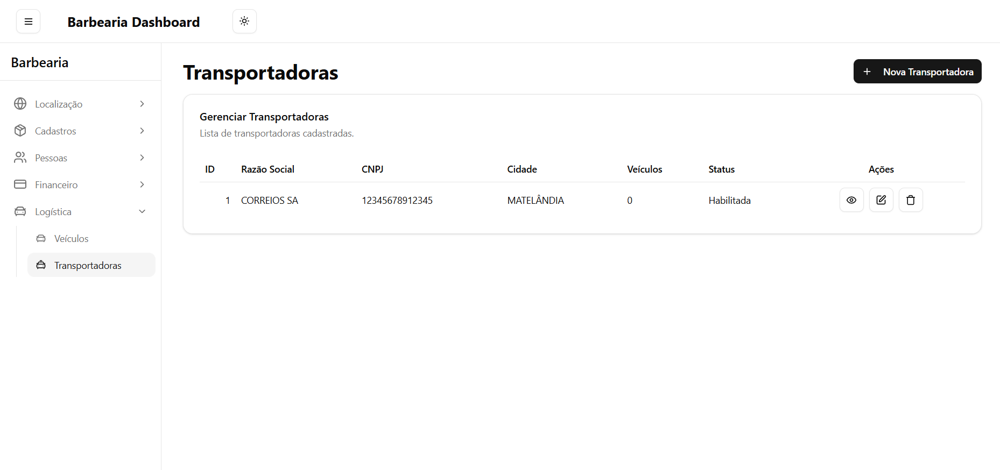 Barbearia Dashboard
Barbearia
Localização
Cadastros
Pessoas
Financeiro
Logística
Veículos
Transportadoras
Transportadoras
Nova Transportadora
Gerenciar Transportadoras
Lista de transportadoras cadastradas.
ID Razão Social CNPJ Cidade Veículos Status Ações
1 CORREIOS SA 12345678912345 MATELÂNDIA 0 Habilitada